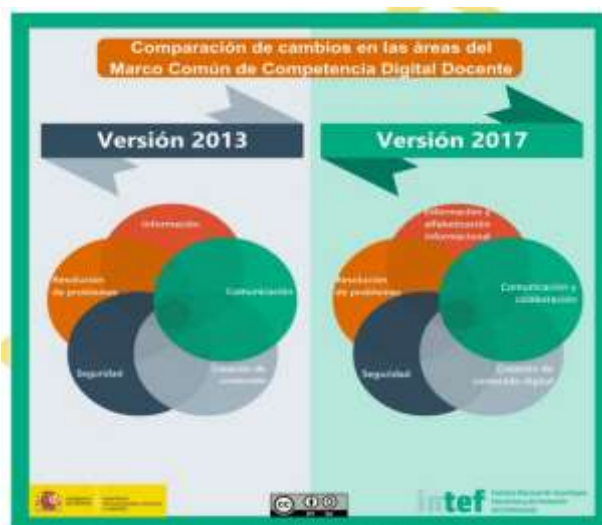 Comparación de cambios en las áreas del
Marco Común de Competencia Digital Docente
Versión 2013
Versión 2017
Información
Resolución
de problemas
Comunicación
Seguridad
Creación de
contenido
Información y
alfabetización
informacional
Resolución
de problemas
Comunicación y
colaboración
Seguridad
Creación de
contenido digital
cc
intef